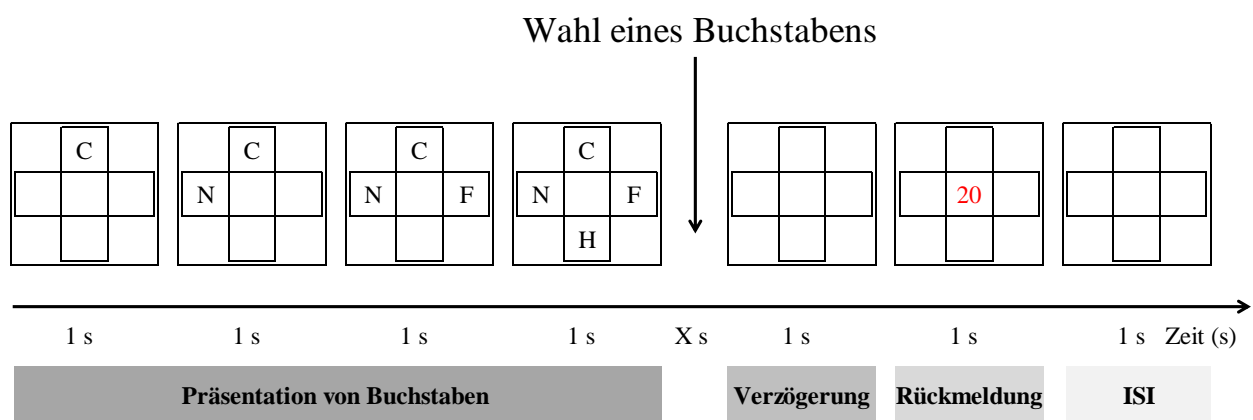 Wahl eines Buchstabens
C C C C
N N F N F 20
H
1 s 1 s 1 s 1 s X s 1 s 1 s 1 s Zeit (s)
Präsentation von Buchstaben Verzögerung Rückmeldung ISI